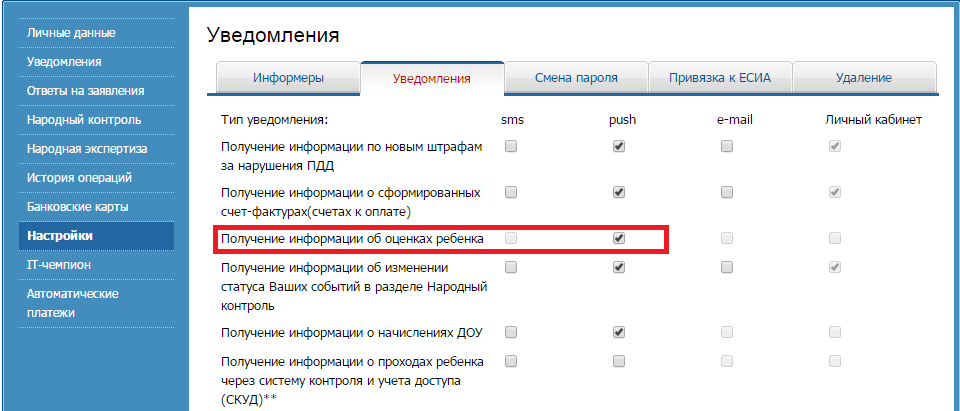 Личные данные
Уведомления
Ответы на заявления
Народный контроль
Народная экспертиза
История операций
Банковские карты
Настройки
IT-чемпион
Автоматические
платежи
Уведомления
Информеры Уведомления Смена пароля Привязка к ЕСИА Удаление
Тип уведомления: sms push e-mail Личный кабинет
Получение информации по новым штрафам
за нарушения ПДД
Получение информации о сформированных
счет-фактурах(счетах к оплате)
Получение информации об оценках ребенка
Получение информации об изменении
статуса Ваших событий в разделе Народный
контроль
Получение информации о начислениях ДОУ
Получение информации о проходах ребенка
через систему контроля и учета доступа
(СКУД)**